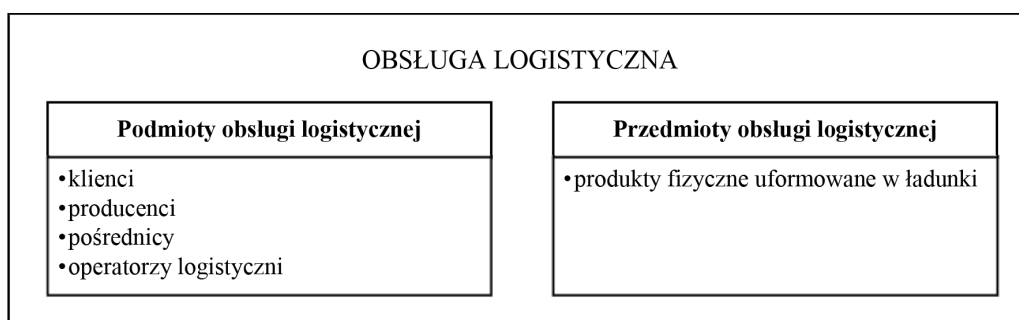 OBSŁUGA LOGISTYCZNA
Podmioty obsługi logistycznej
•klienci
•producenci
•pośrednicy
•operatorzy logistyczni
Przedmioty obsługi logistycznej
•produkty fizyczne uformowane w ładunki